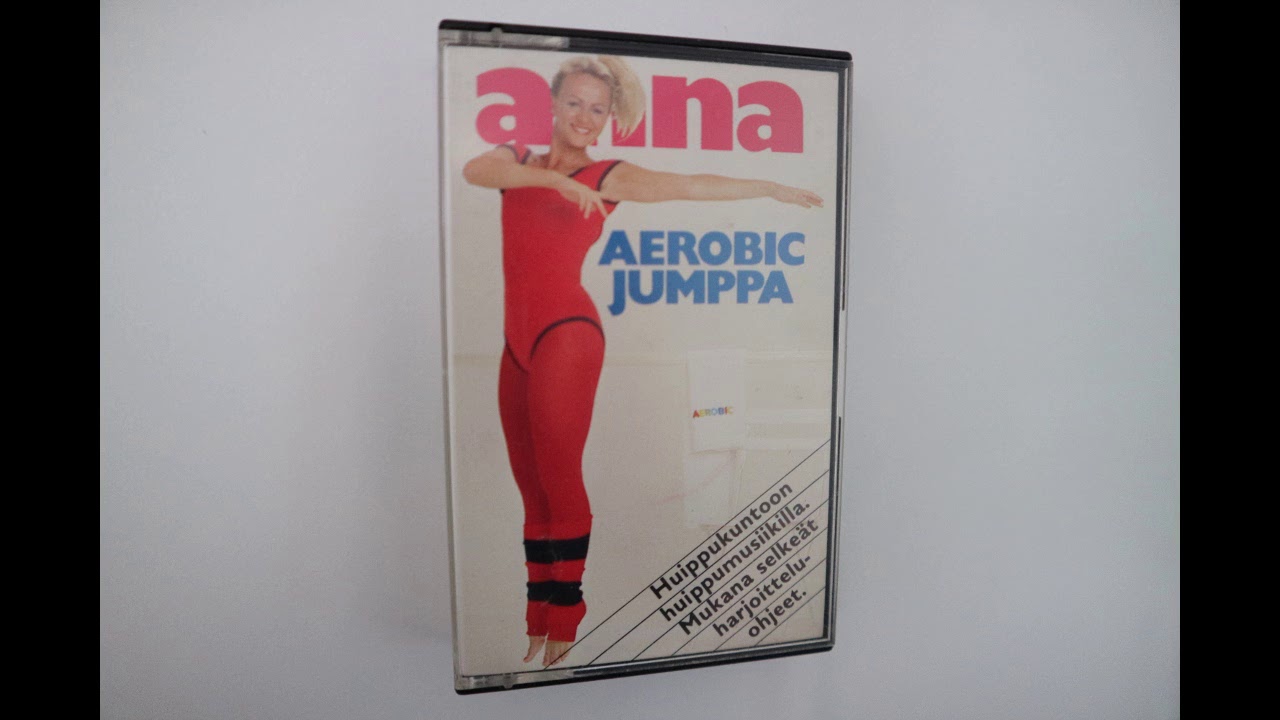 anna
AEROBIC
JUMPPA
AEROBIC
Huippukuntoon
huippumusiikilla.
Mukana selkeät
harjoittelu-
ohjeet.